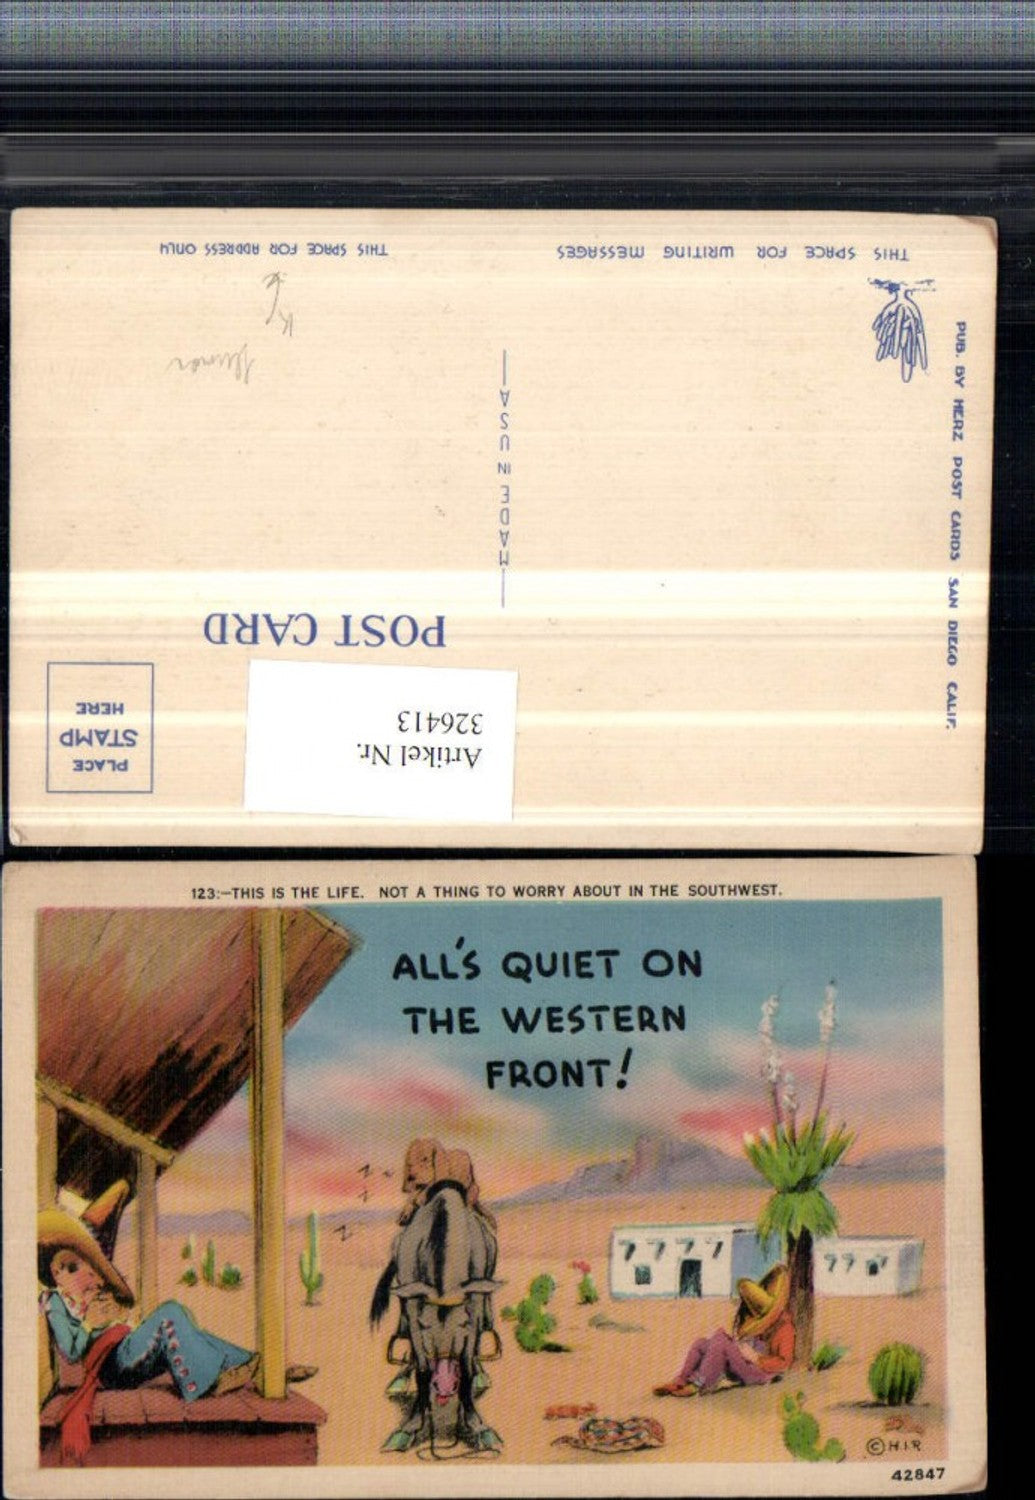 THIS SPACE FOR WRITING MESSAGES
THIS SPACE FOR ADDRESS ONLY
PUB. BY HERZ POST CARDS SAN DIEGO CALIF.
MADE IN USA
POST CARD
PLACE
STAMP
HERE
Artikel Nr.
326413
Humor
123:-THIS IS THE LIFE. NOT A THING TO WORRY ABOUT IN THE SOUTHWEST.
ALL'S QUIET ON
THE WESTERN
FRONT!
Z
Z
Z
©HIR
42847